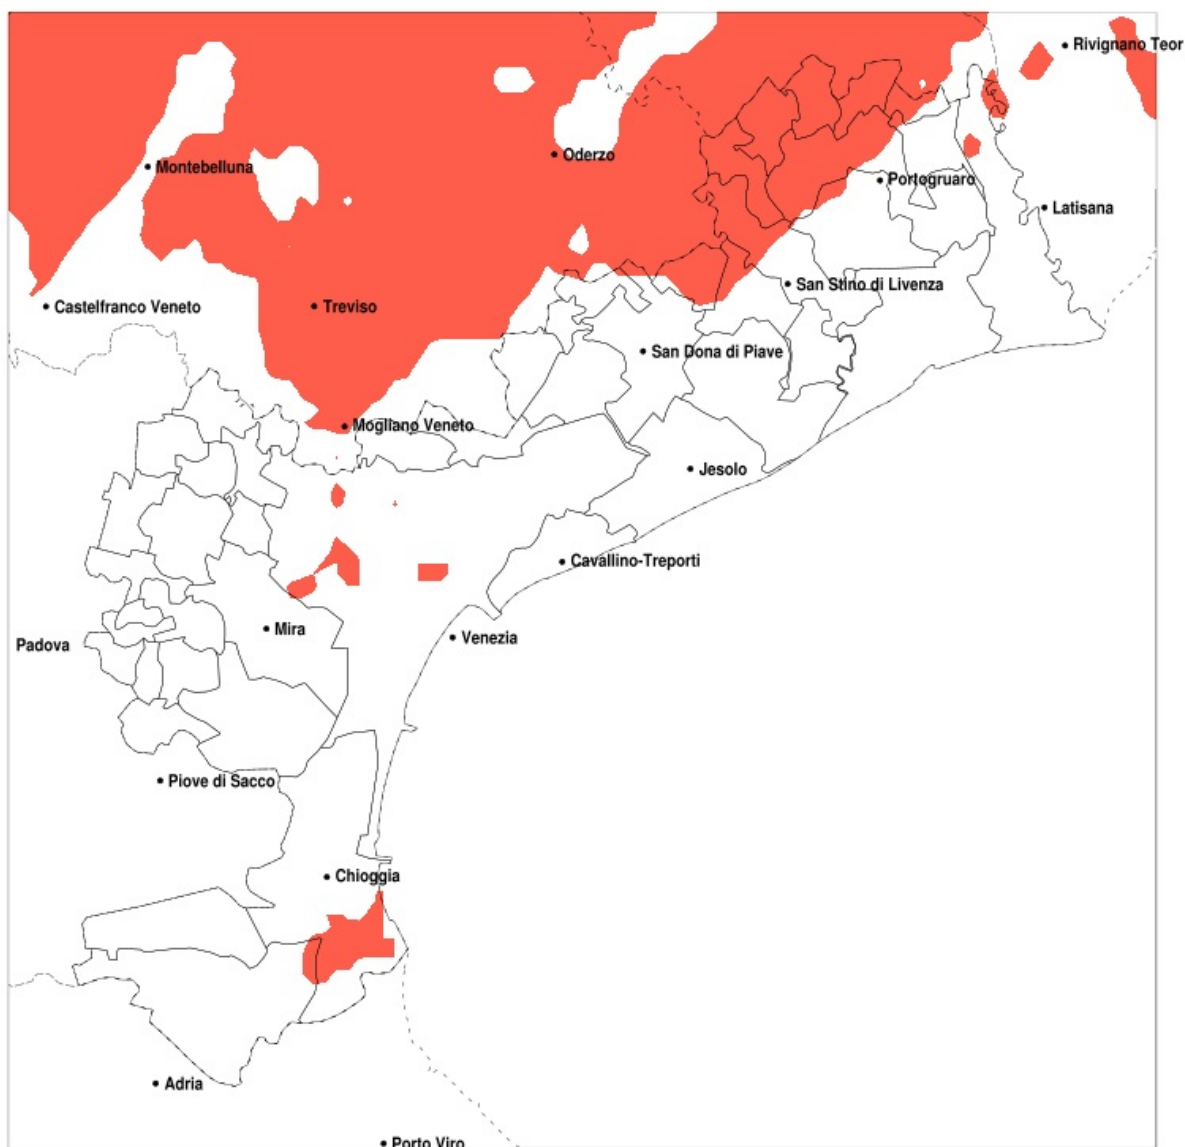 Rivignano Teor
Oderzo
Montebelluna
Portogruaro
Latisana
San Stino di Livenza
Castelfranco Veneto
Treviso
San Dona di Piave
Mogliano Veneto
Jesolo
Cavallino-Treporti
Mira
Venezia
Padova
Piove di Sacco
Chioggia
Adria
Porto Viro